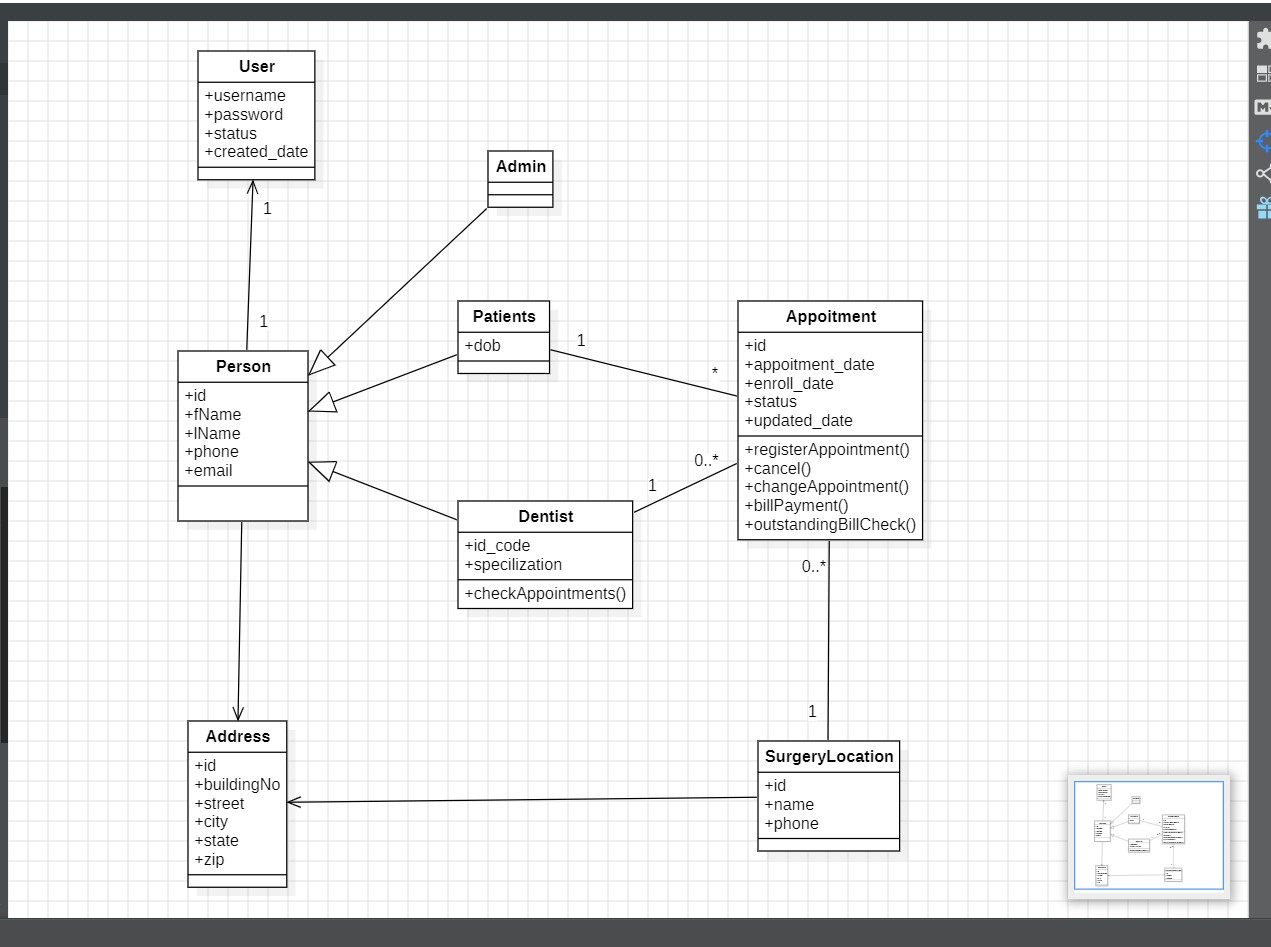 User
+username
+password
+status
+created_date
1
1
Admin
Person
+id
+fName
+lName
+phone
+email
Patients
+dob
1
*
Appoitment
+id
+appoitment_date
+enroll_date
+status
+updated_date
+registerAppointment()
+cancel()
+changeAppointment()
+billPayment()
+outstandingBillCheck()
0..*
1
Dentist
+id_code
+specilization
+checkAppointments()
0..*
1
Address
+id
+buildingNo
+street
+city
+state
+zip
SurgeryLocation
+id
+name
+phone